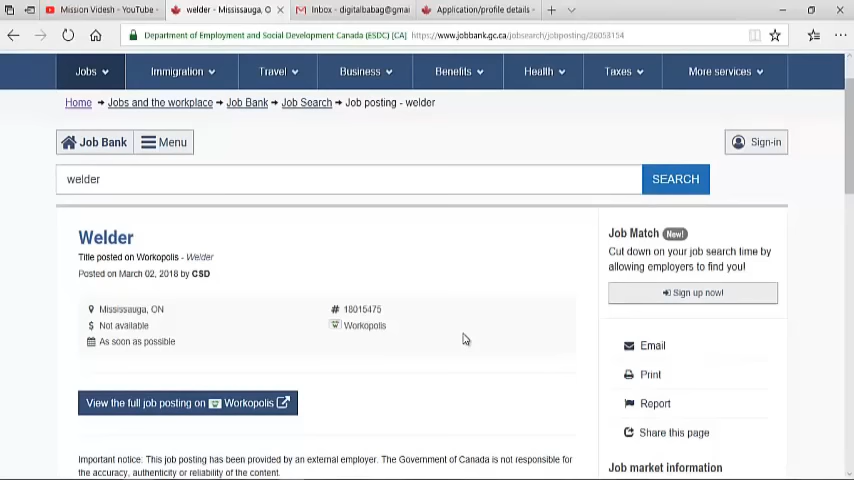 Mission Videsh - YouTube -
welder - Mississauga, O
Inbox - digitalbabag@gmai
Application/profile details -
Department of Employment and Social Development Canada (ESDC) [CA] https://www.jobbank.gc.ca/jobsearch/jobposting/26053154
Jobs Immigration Travel Business Benefits Health Taxes More services
Home → Jobs and the workplace → Job Bank → Job Search → Job posting - welder
Job Bank Menu
Sign-in
welder
SEARCH
Welder
Title posted on Workopolis - Welder
Posted on March 02, 2018 by CSD
Mississauga, ON
# 18015475
$ Not available
Workopolis
As soon as possible
View the full job posting on Workopolis
Important notice: This job posting has been provided by an external employer. The Government of Canada is not responsible for
the accuracy, authenticity or reliability of the content.
Job Match New!
Cut down on your job search time by
allowing employers to find you!
Sign up now!
Email
Print
Report
Share this page
Job market information